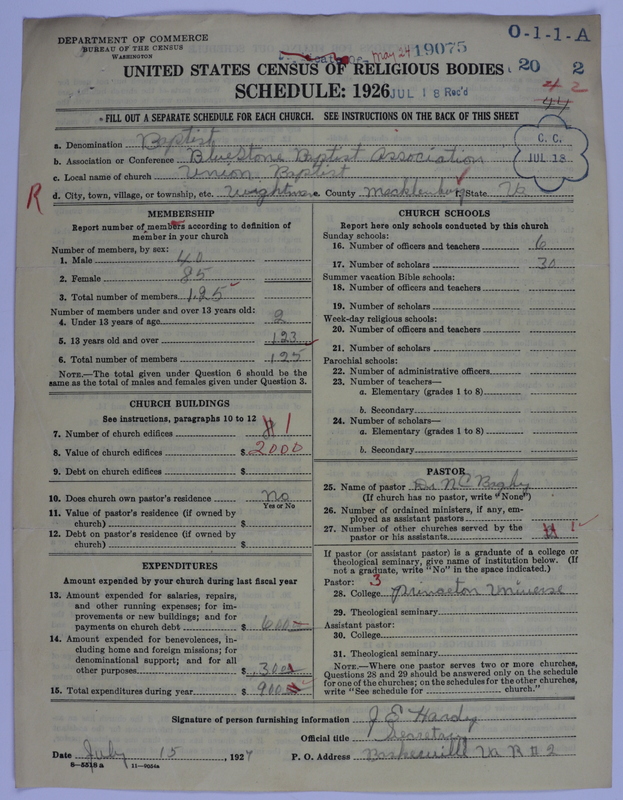 DEPARTMENT OF COMMERCE
BUREAU OF THE CENSUS
WASHINGTON
May 24 19075
O-1-1-A
UNITED STATES CENSUS OF RELIGIOUS BODIES 20 2
SCHEDULE: 1926 JUL 18 Rec'd
42
44
FILL OUT A SEPARATE SCHEDULE FOR EACH CHURCH. SEE INSTRUCTIONS ON THE BACK OF THIS SHEET
C. C.
JUL 18
a. Denomination Baptist
b. Association or Conference BlueStone Baptist Association
c. Local name of church Union Baptist
R d. City, town, village, or township, etc. Wightman e. County Mecklenburg f. State Va
MEMBERSHIP
Report number of members according to definition of member in your church
Number of members, by sex:
1. Male 40
2. Female 85
3. Total number of members 125
Number of members under and over 13 years old:
4. Under 13 years of age 2
5. 13 years old and over 123
6. Total number of members 125
NOTE.—The total given under Question 6 should be
same as the total of males and females given under Question 3.
CHURCH BUILDINGS
See instructions, paragraphs 10 to 12
7. Number of church edifices 1
8. Value of church edifices $ 2000
9. Debt on church edifices $
10. Does church own pastor's residence No
Yes or No
11. Value of pastor's residence (if owned by
church) $
12. Debt on pastor's residence (if owned by
church) $
EXPENDITURES
Amount expended by your church during last fiscal year
13. Amount expended for salaries, repairs,
and other running expenses; for im-
provements or new buildings; and for
payments on church debt $ 600
14. Amount expended for benevolences, in-
cluding home and foreign missions; for
denominational support; and for all
other purposes $ 300
15. Total expenditures during year $ 900
CHURCH SCHOOLS
Report here only schools conducted by this church
Sunday schools:
16. Number of officers and teachers 6
17. Number of scholars 30
Summer vacation Bible schools:
18. Number of officers and teachers
19. Number of scholars
Week-day religious schools:
20. Number of officers and teachers
21. Number of scholars
Parochial schools:
22. Number of administrative officers
23. Number of teachers—
a. Elementary (grades 1 to 8)
b. Secondary
24. Number of scholars—
a. Elementary (grades 1 to 8)
b. Secondary
PASTOR
25. Name of pastor Dr N C Bagby
(If church has no pastor, write "None")
26. Number of ordained ministers, if any, em-
ployed as assistant pastors
27. Number of other churches served by the
pastor or his assistants 1
If pastor (or assistant pastor) is a graduate of a college or
theological seminary, give name of institution below. (If
not a graduate, write "No" in the space indicated.)
Pastor: 3
28. College Princeton Universe
29. Theological seminary
Assistant pastor:
30. College
31. Theological seminary
NOTE.—Where one pastor serves two or more churches,
Questions 28 and 29 should be answered only on the schedule
for one of the churches; on the schedules for the other churches,
write "See schedule for church."
Signature of person furnishing information J E Hardy
Official title Secretary
Date July 15, 1927 P. O. Address Baskerville Va R # 2
8-5518 a 11-9054a